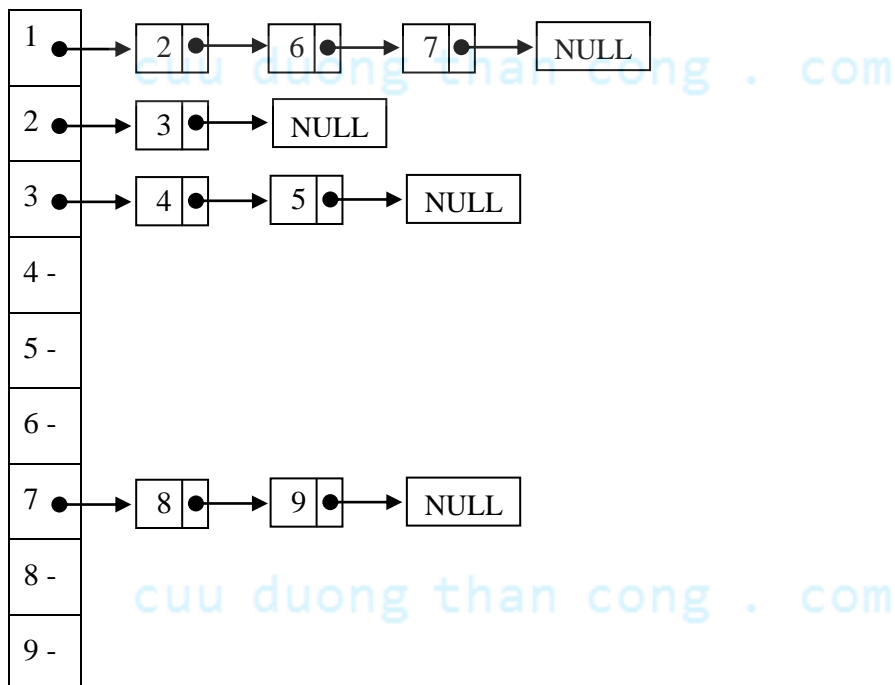 1 2 6 7 NULL
cuu duong than cong . com
2 3 NULL
3 4 5 NULL
4 -
5 -
6 -
7 8 9 NULL
8 -
cuu duong than cong . com
9 -